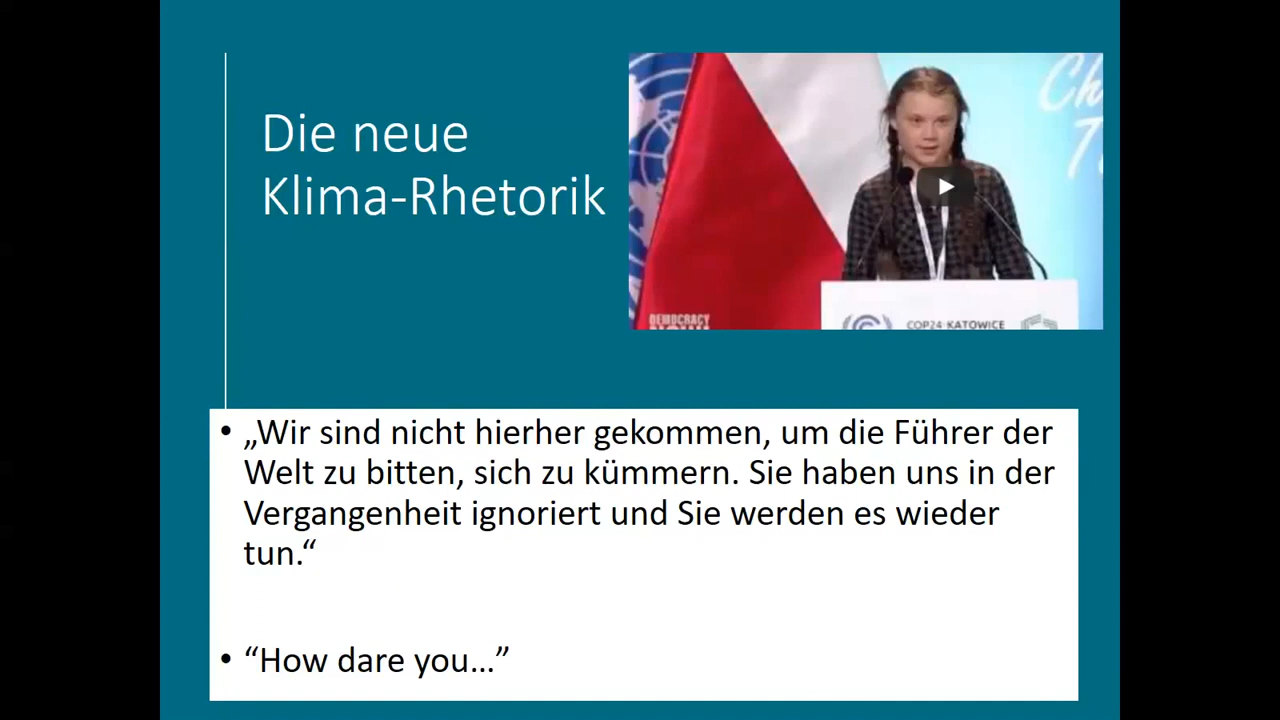 Die neue
Klima-Rhetorik
Ch
T
DEMOCRACY
COP24·KATOWICE
• „Wir sind nicht hierher gekommen, um die Führer der
Welt zu bitten, sich zu kümmern. Sie haben uns in der
Vergangenheit ignoriert und Sie werden es wieder
tun.“
• “How dare you…”